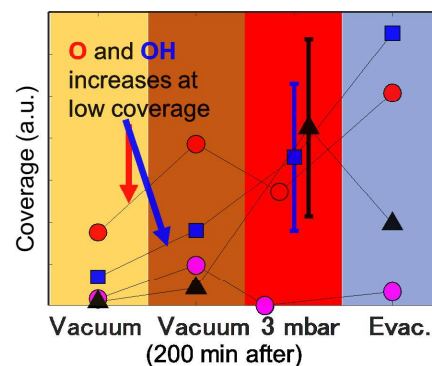 O and OH
increases at
low coverage
Coverage (a.u.)
Vacuum Vacuum 3 mbar Evac.
(200 min after)